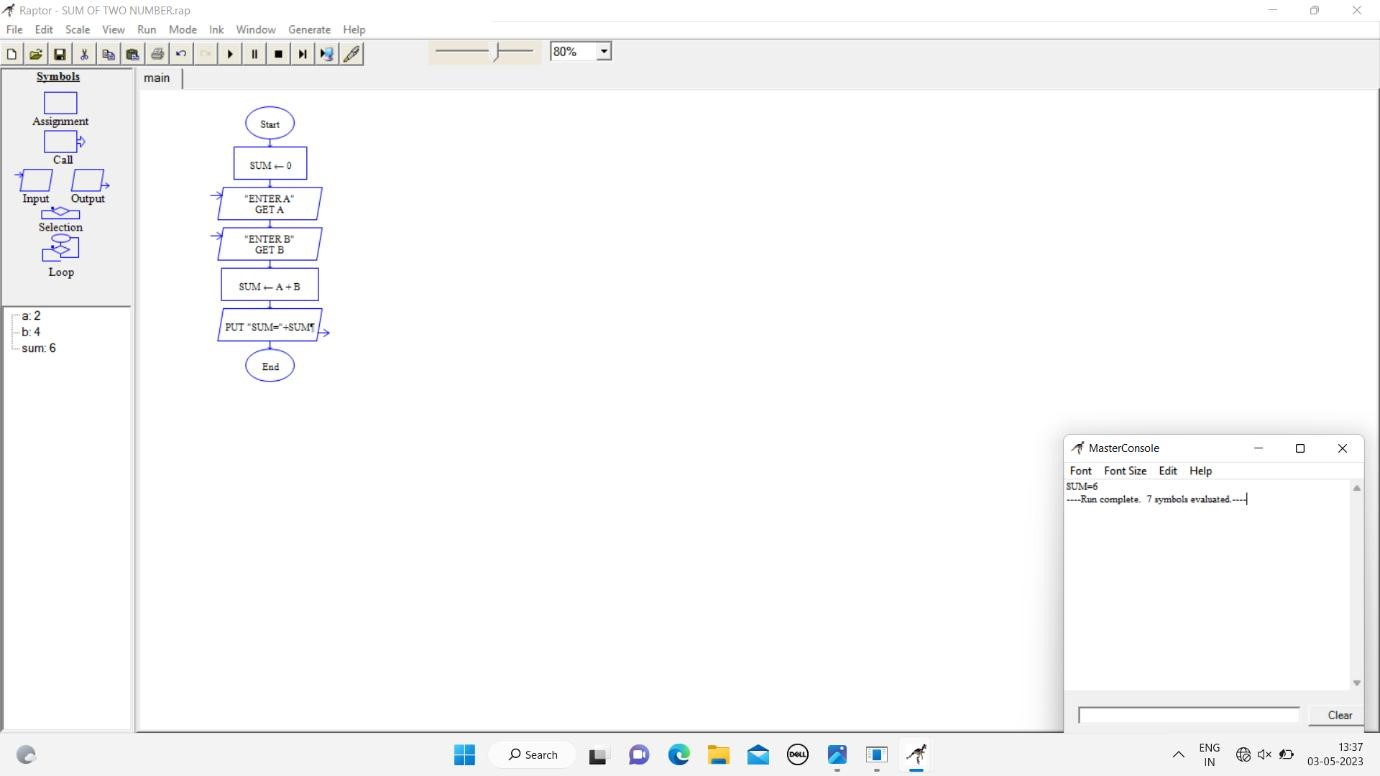 Raptor - SUM OF TWO NUMBER.rap
File Edit Scale View Run Mode Ink Window Generate Help
80%
Symbols
Assignment
Call
Input Output
Selection
Loop
a: 2
b: 4
sum: 6
main
Start
SUM ← 0
"ENTER A"
GET A
"ENTER B"
GET B
SUM ← A + B
PUT "SUM="+SUM¶
End
MasterConsole
Font Font Size Edit Help
SUM=6
----Run complete. 7 symbols evaluated.----
Clear
Search
DELL
ENG
IN
13:37
03-05-2023